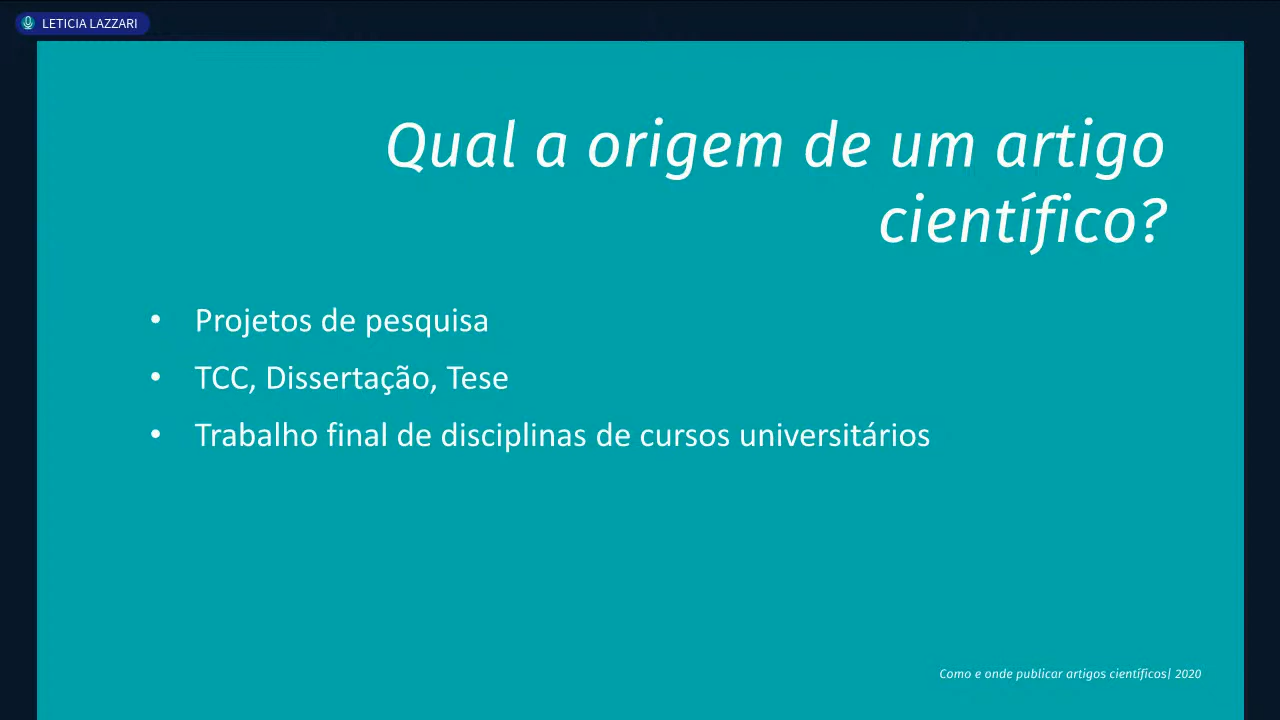 LETICIA LAZZARI
Qual a origem de um artigo
científico?
• Projetos de pesquisa
• TCC, Dissertação, Tese
• Trabalho final de disciplinas de cursos universitários
Como e onde publicar artigos científicos| 2020